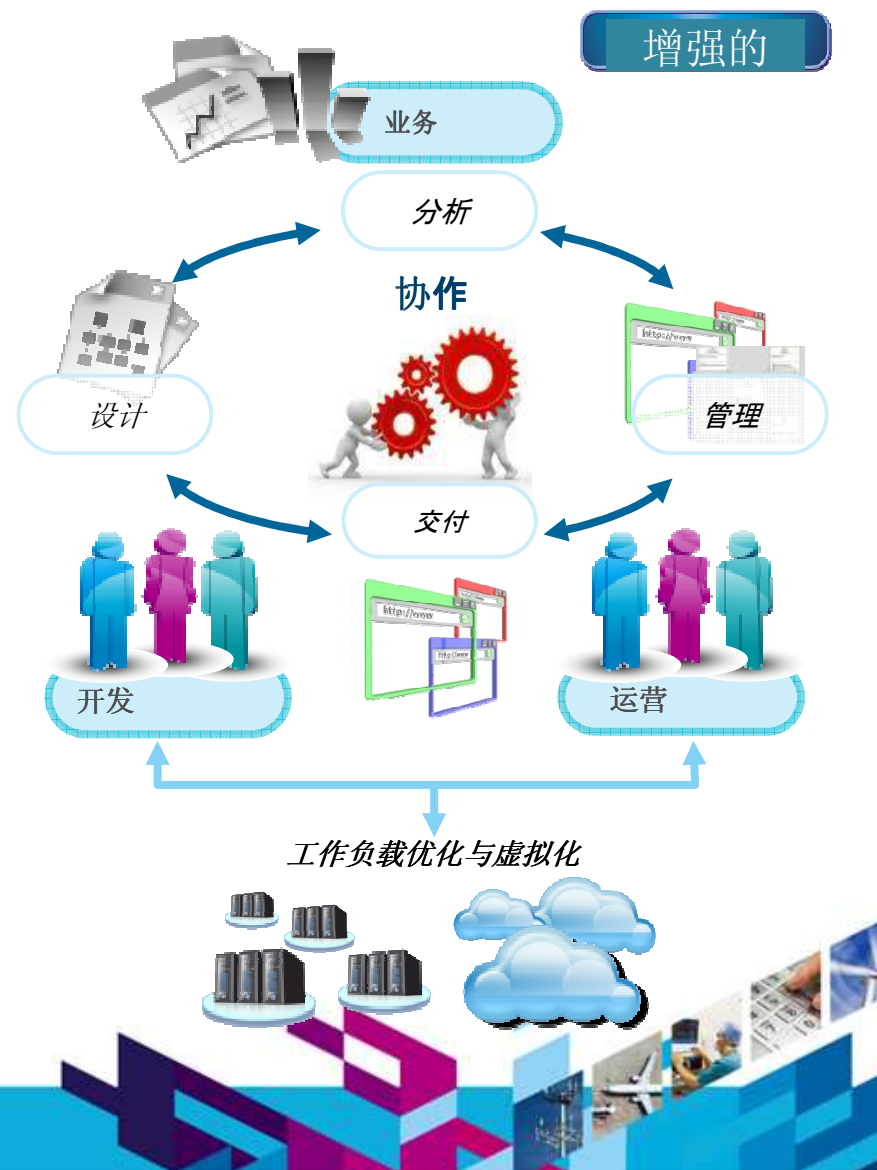 增强的
业务
分析
协作
设计
管理
交付
开发
运营
工作负载优化与虚拟化